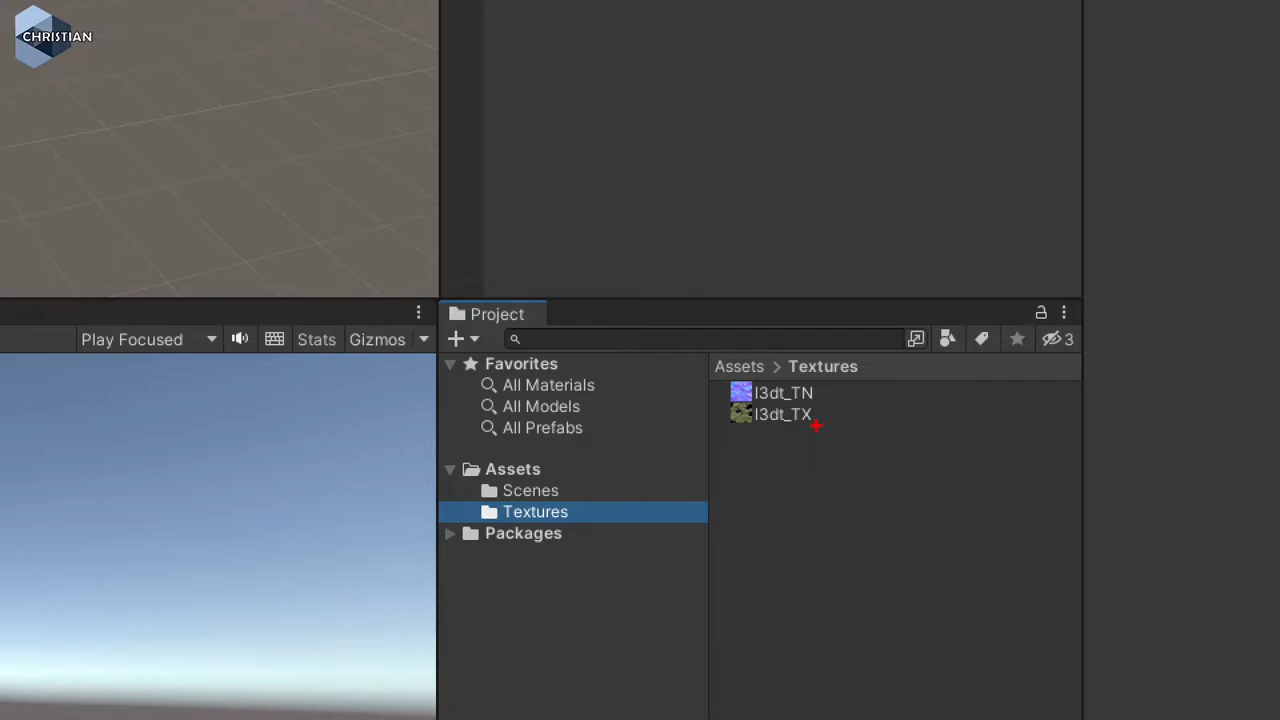 CHRISTIAN
Project
Play Focused
Stats
Gizmos
3
Favorites
All Materials
All Models
All Prefabs
Assets
Scenes
Textures
Packages
Assets > Textures
l3dt_TN
l3dt_TX